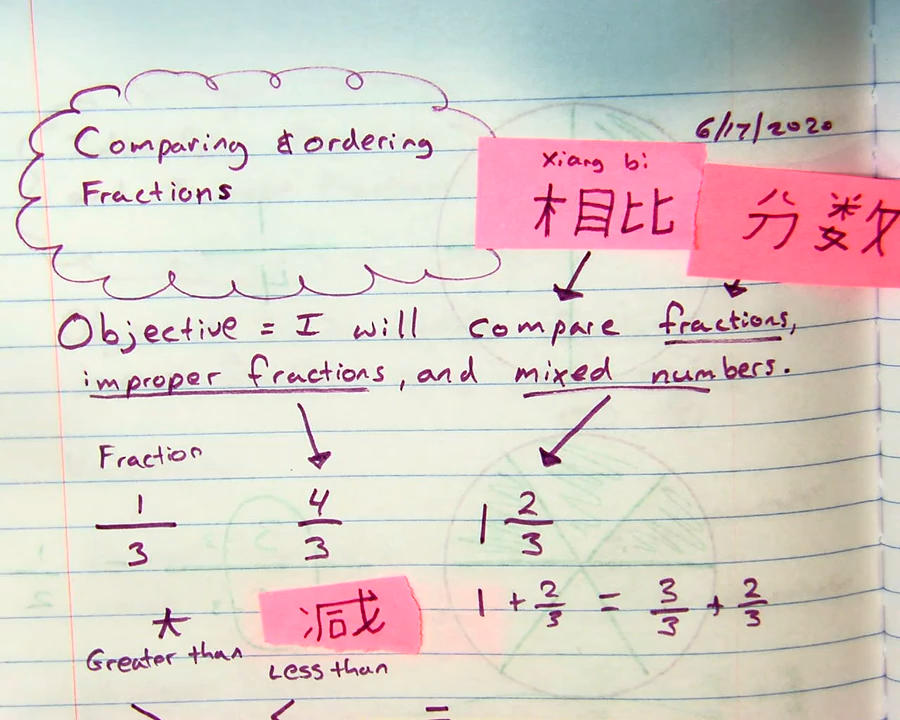 6/17/2020
Comparing & ordering
Fractions
Xiang bi
相比
分数
Objective = I will compare fractions,
improper fractions, and mixed numbers.
Fraction
1/3 4/3 1 2/3
1 + 2/3 = 3/3 + 2/3
大 减
Greater than Less than
> < =